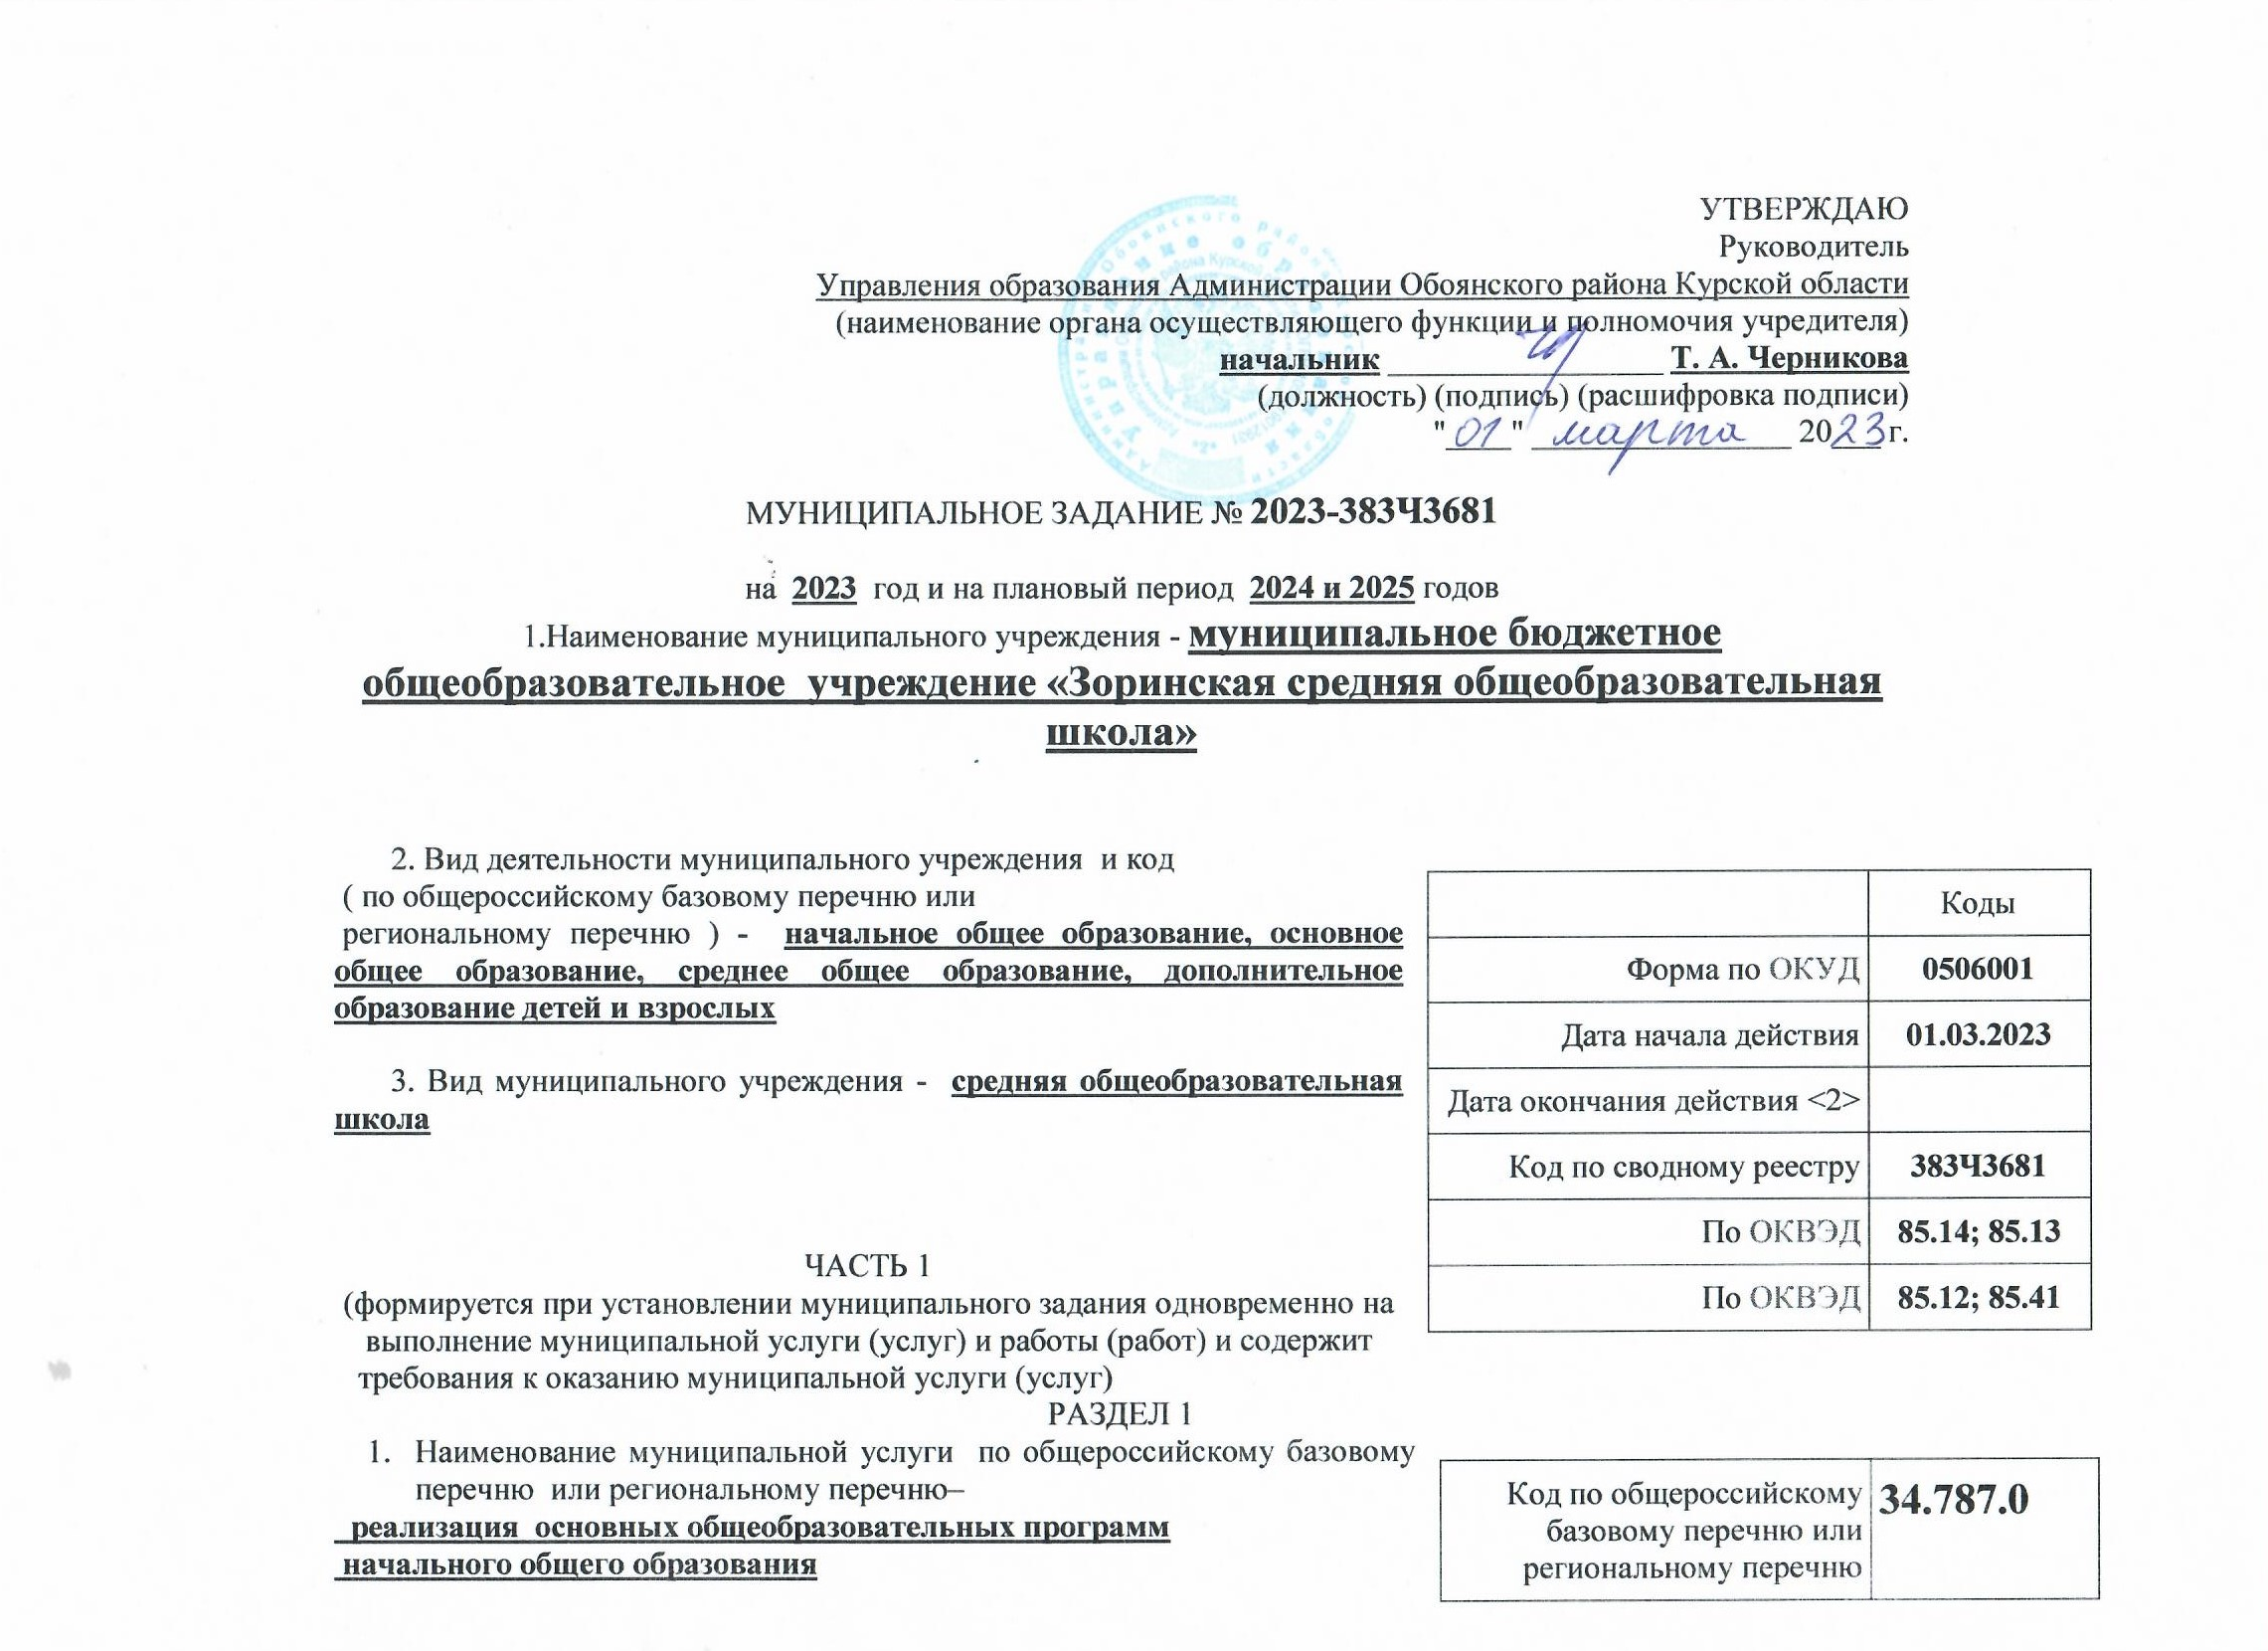 УТВЕРЖДАЮ
Руководитель
Управления образования Администрации Обоянского района Курской области
(наименование органа осуществляющего функции и полномочия учредителя)
начальник _________________ Т. А. Черникова
(должность) (подпись) (расшифровка подписи)
"01" марта 2023 г.
МУНИЦИПАЛЬНОЕ ЗАДАНИЕ № 2023-383Ч3681
на 2023 год и на плановый период 2024 и 2025 годов
1.Наименование муниципального учреждения - муниципальное бюджетное
общеобразовательное учреждение «Зоринская средняя общеобразовательная
школа»
2. Вид деятельности муниципального учреждения и код
( по общероссийскому базовому перечню или
региональному перечню ) - начальное общее образование, основное
общее образование, среднее общее образование, дополнительное
образование детей и взрослых
3. Вид муниципального учреждения - средняя общеобразовательная
школа
Коды
Форма по ОКУД 0506001
Дата начала действия 01.03.2023
Дата окончания действия <2>
Код по сводному реестру 383Ч3681
По ОКВЭД 85.14; 85.13
По ОКВЭД 85.12; 85.41
ЧАСТЬ 1
(формируется при установлении муниципального задания одновременно на
выполнение муниципальной услуги (услуг) и работы (работ) и содержит
требования к оказанию муниципальной услуги (услуг)
РАЗДЕЛ 1
1. Наименование муниципальной услуги по общероссийскому базовому
перечню или региональному перечню–
реализация основных общеобразовательных программ
начального общего образования
Код по общероссийскому 34.787.0
базовому перечню или
региональному перечню